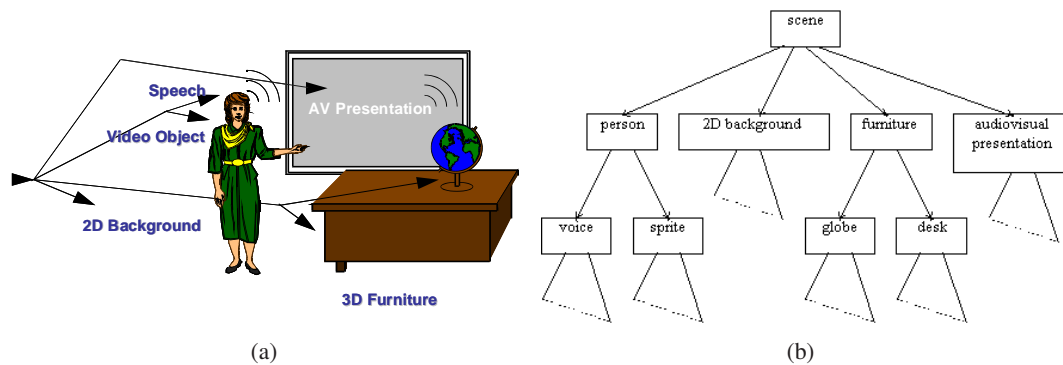 Speech
AV Presentation
Video Object
2D Background
3D Furniture
(a)
scene
person
2D background
furniture
audiovisual
presentation
voice
sprite
globe
desk
(b)